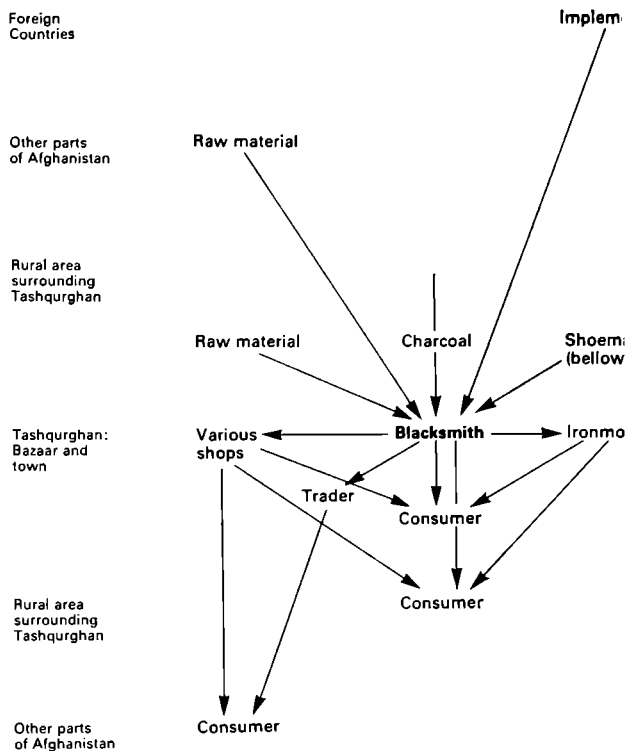 Foreign
Countries
Implem
Other parts
of Afghanistan
Raw material
Rural area
surrounding
Tashqurghan
Raw material
Charcoal
Shoema
(bellow
Tashqurghan:
Bazaar and
town
Various
shops
Blacksmith
Ironmo
Trader
Consumer
Rural area
surrounding
Tashqurghan
Consumer
Other parts
of Afghanistan
Consumer